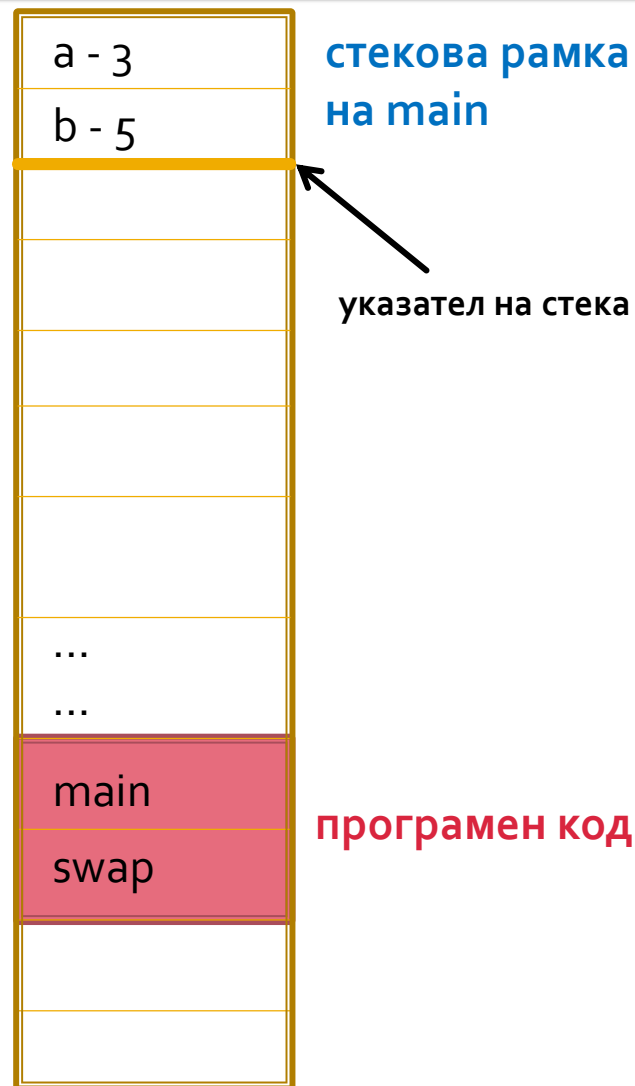 a - 3
стекова рамка
b - 5
на main
указател на стека
...
...
main
програмен код
swap